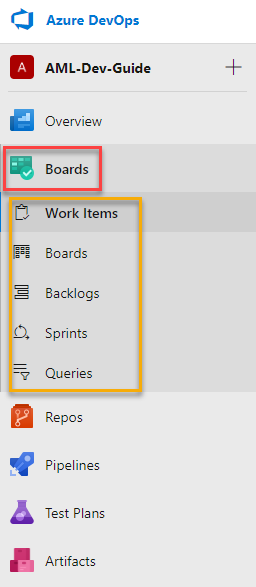 Azure DevOps
A AML-Dev-Guide
Overview
Boards
Work Items
Boards
Backlogs
Sprints
Queries
Repos
Pipelines
Test Plans
Artifacts